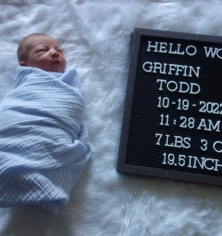 HELLO WO
GRIFFIN
TODD
10-19-202
11:28 AM
7 LBS 3 O
19.5 INCH